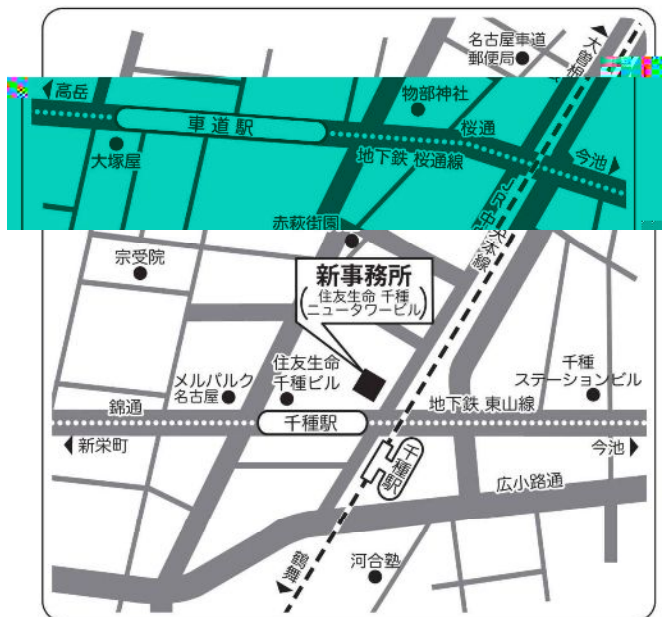 名古屋車道
郵便局
高岳
物部神社
車道駅
桜通
大塚屋
地下鉄 桜通線
今池
赤萩街園
宗受院
新事務所
(住友生命 千種
ニュータワービル)
住友生命
千種ビル
メルパルク
名古屋
千種
ステーションビル
錦通
地下鉄 東山線
千種駅
新栄町
今池
千種駅
広小路通
鶴舞
河合塾